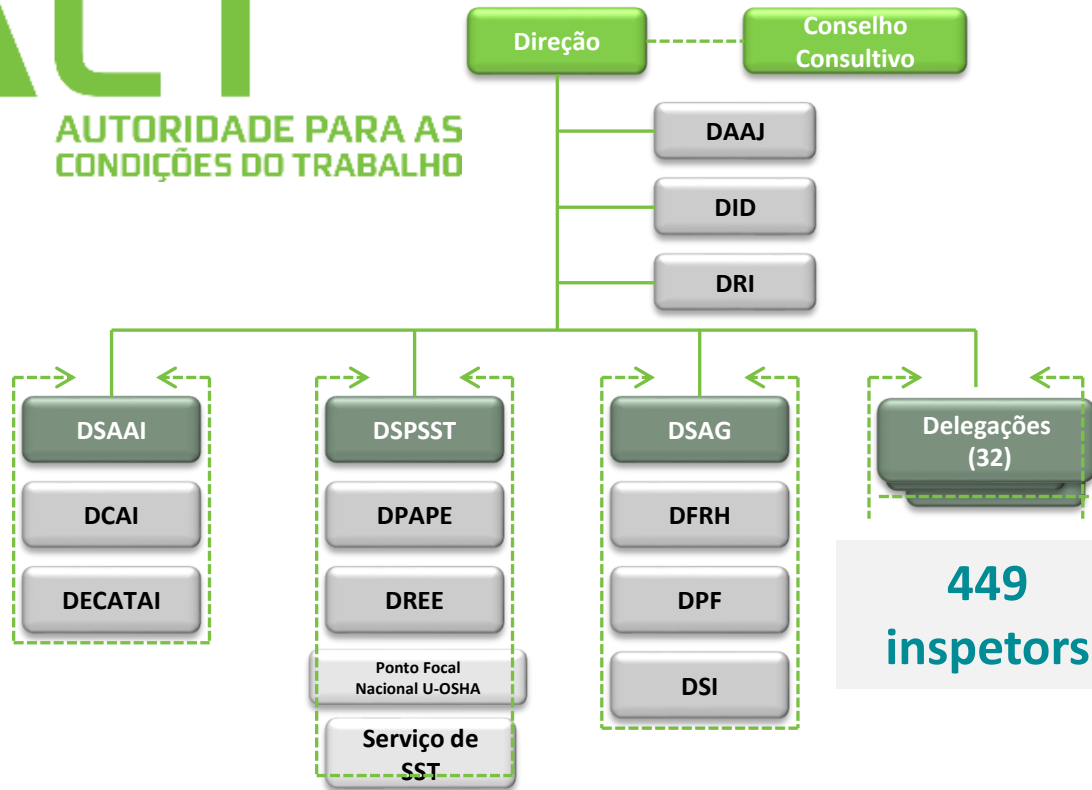 ACT
AUTORIDADE PARA AS
CONDIÇÕES DO TRABALHO
Direção
Conselho
Consultivo
DAAJ
DID
DRI
DSAAI
DCAI
DECATAI
DSPSST
DPAPE
DREE
Ponto Focal
Nacional U-OSHA
Serviço de
SST
DSAG
DFRH
DPF
DSI
Delegações
(32)
449
inspetors